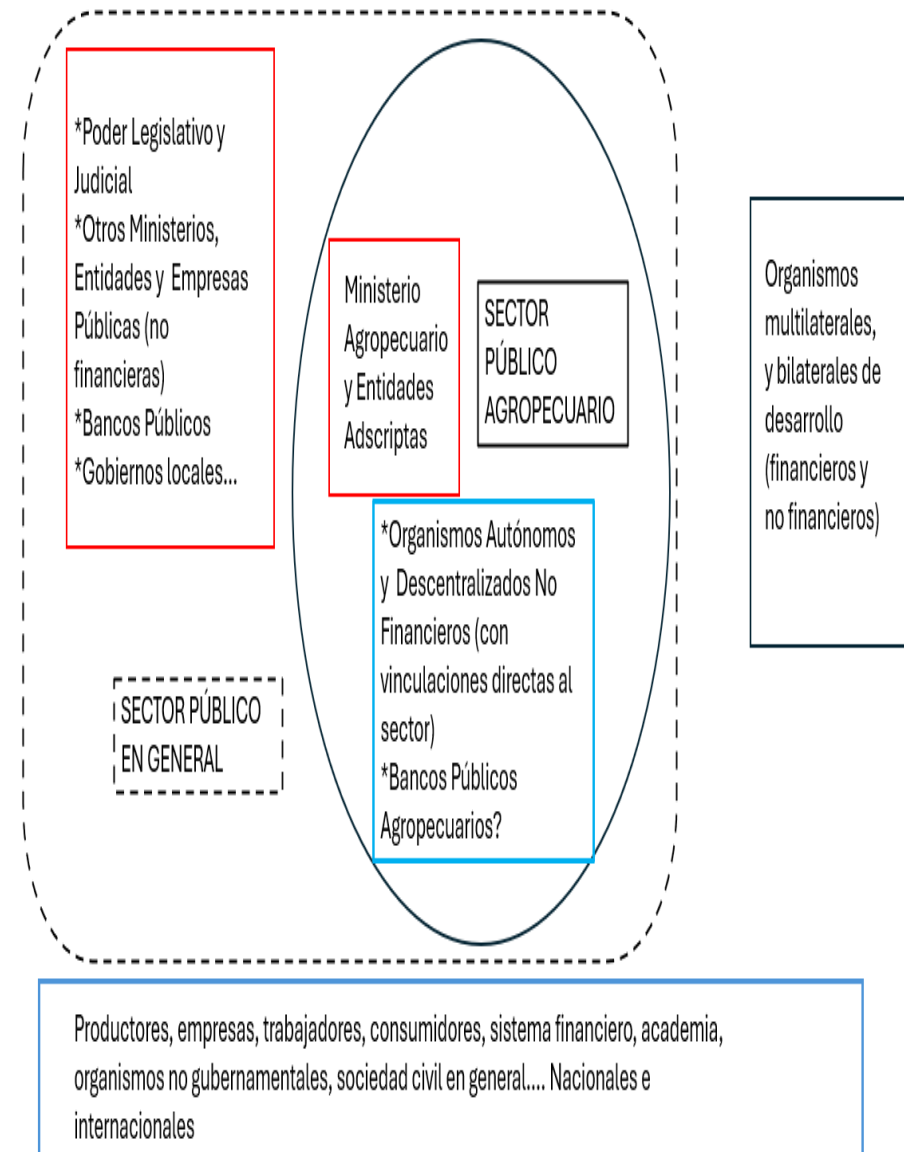 *Poder Legislativo y
Judicial
*Otros Ministerios,
Entidades y Empresas
Públicas (no
financieras)
*Bancos Públicos
*Gobiernos locales...
Ministerio
Agropecuario
y Entidades
Adscriptas
SECTOR
PÚBLICO
AGROPECUARIO
Organismos
multilaterales,
y bilaterales de
desarrollo
(financieros y
no financieros)
*Organismos Autónomos
y Descentralizados No
Financieros (con
vinculaciones directas al
sector)
*Bancos Públicos
Agropecuarios?
SECTOR PÚBLICO
EN GENERAL
Productores, empresas, trabajadores, consumidores, sistema financiero, academia,
organismos no gubernamentales, sociedad civil en general.... Nacionales e
internacionales